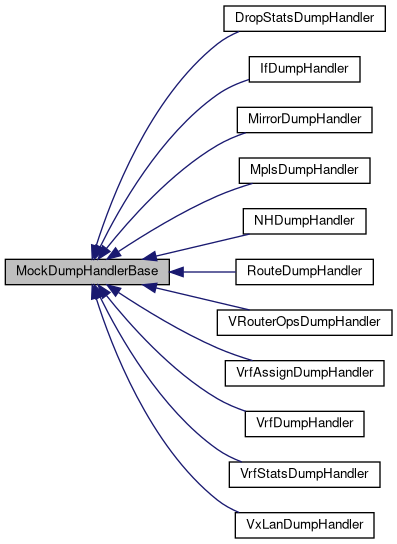 DropStatsDumpHandler
IfDumpHandler
MirrorDumpHandler
MplsDumpHandler
NHDumpHandler
MockDumpHandlerBase
RouteDumpHandler
VRouterOpsDumpHandler
VrfAssignDumpHandler
VrfDumpHandler
VrfStatsDumpHandler
VxLanDumpHandler